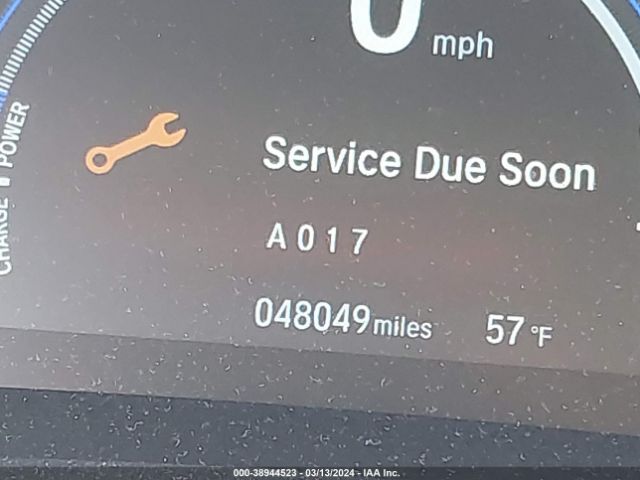 0 mph
CHARGE POWER
Service Due Soon
A 0 1 7
048049 miles 57 °F
000-38944523 - 03/13/2024 - IAA Inc.